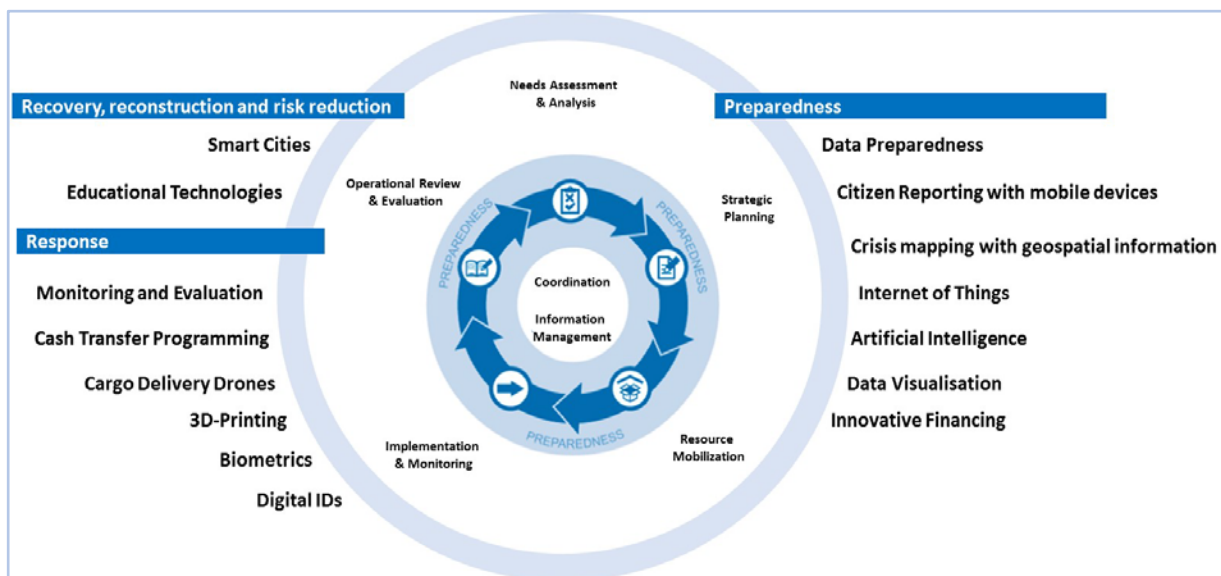 Needs Assessment
& Analysis
Recovery, reconstruction and risk reduction
Preparedness
Smart Cities
Data Preparedness
Educational Technologies
Operational Review
& Evaluation
Strategic
Planning
Citizen Reporting with mobile devices
PREPAREDNESS
PREPAREDNESS
Response
Crisis mapping with geospatial information
Coordination
Information
Management
Monitoring and Evaluation
Internet of Things
Cash Transfer Programming
Artificial Intelligence
Cargo Delivery Drones
Data Visualisation
3D-Printing
Innovative Financing
PREPAREDNESS
Implementation
& Monitoring
Resource
Mobilization
Biometrics
Digital IDs